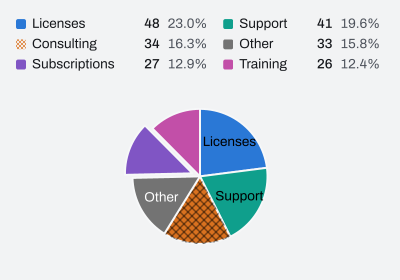 Licenses 48 23.0% Support 41 19.6%
Consulting 34 16.3% Other 33 15.8%
Subscriptions 27 12.9% Training 26 12.4%
Licenses
Support
Other